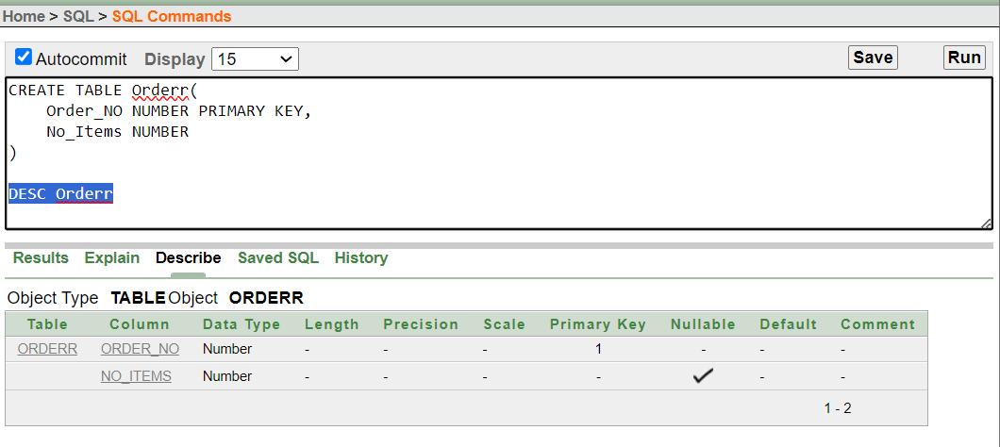 Home > SQL > SQL Commands
Autocommit Display 15 Save Run
CREATE TABLE Orderr(
    Order_NO NUMBER PRIMARY KEY,
    No_Items NUMBER
)
DESC Orderr
Results Explain Describe Saved SQL History
Object Type TABLE Object ORDERR
Table Column Data Type Length Precision Scale Primary Key Nullable Default Comment
ORDERR ORDER_NO Number - - - 1 - - -
NO_ITEMS Number - - - - ✓ - -
1 - 2